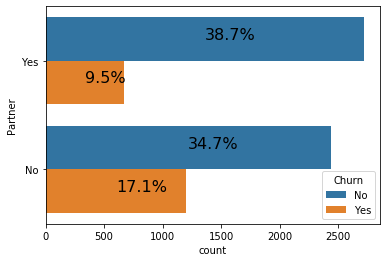 38.7%
Yes
9.5%
Partner
34.7%
No
17.1%
Churn
No
Yes
0 500 1000 1500 2000 2500
count